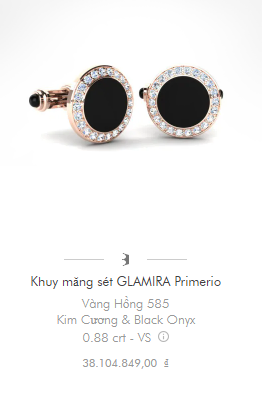 Khuy măng sét GLAMIRA Primerio
Vàng Hồng 585
Kim Cương & Black Onyx
0.88 crt - VS
38.104.849,00 ₫